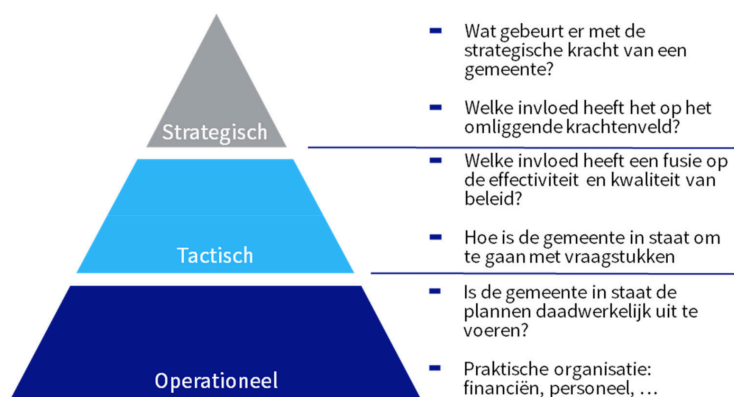 Strategisch
- Wat gebeurt er met de
strategische kracht van een
gemeente?
- Welke invloed heeft het op het
omliggende krachtenveld?
Tactisch
- Welke invloed heeft een fusie op
de effectiviteit en kwaliteit van
beleid?
- Hoe is de gemeente in staat om
te gaan met vraagstukken
Operationeel
- Is de gemeente in staat de
plannen daadwerkelijk uit te
voeren?
- Praktische organisatie:
financiën, personeel, ...